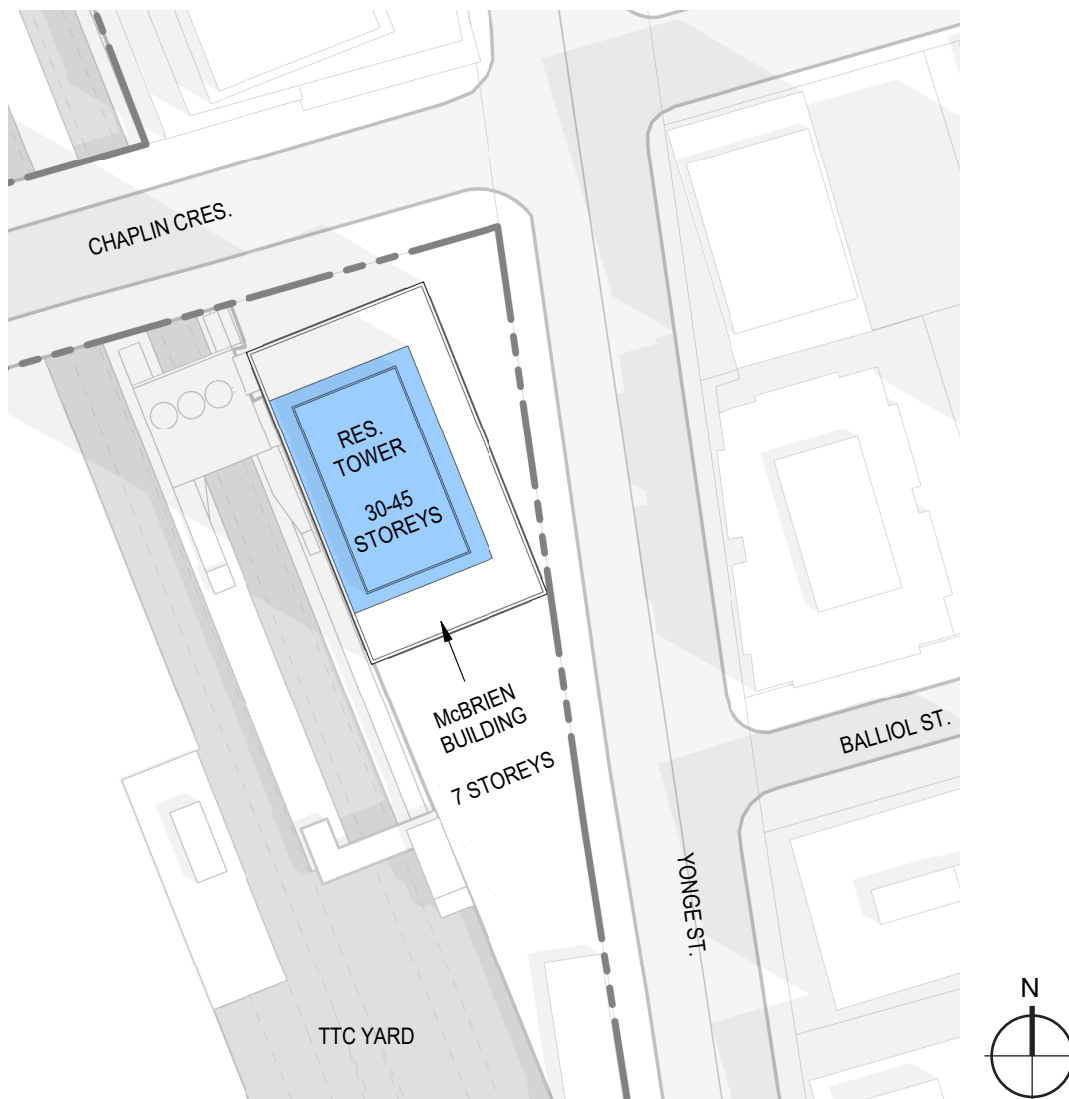 CHAPLIN CRES.
RES.
TOWER
30-45
STOREYS
McBRIEN
BUILDING
7 STOREYS
BALLIOL ST.
YONGE ST.
TTC YARD
N